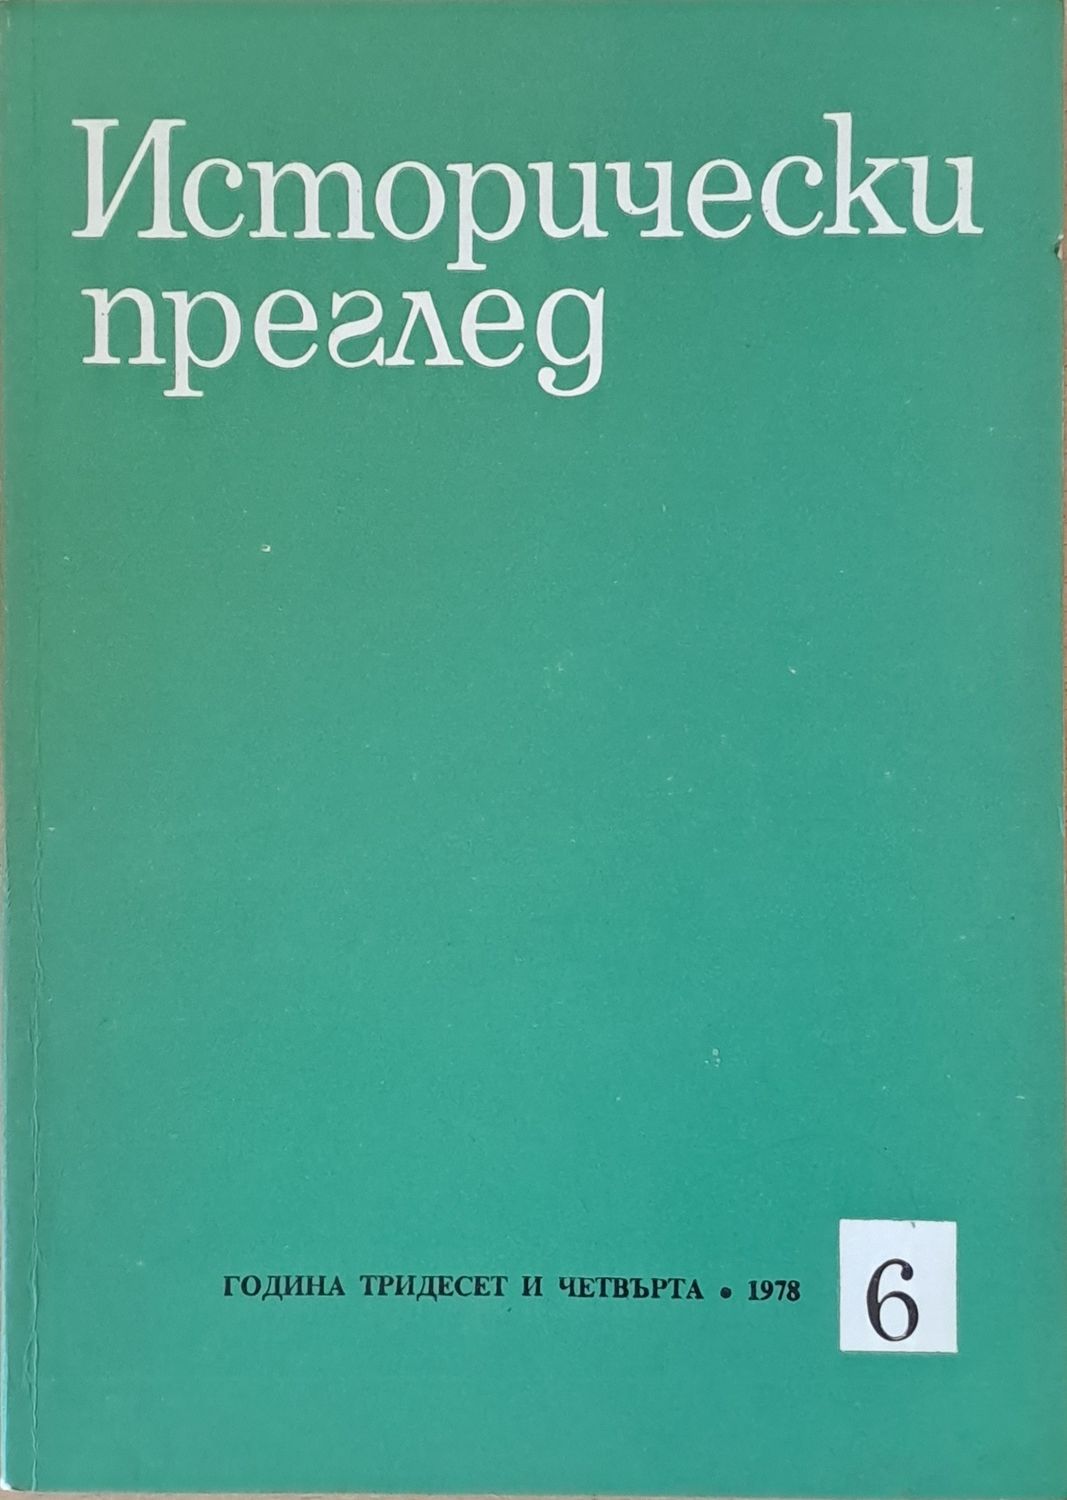 Исторически
преглед
ГОДИНА ТРИДЕСЕТ И ЧЕТВЪРТА • 1978
6